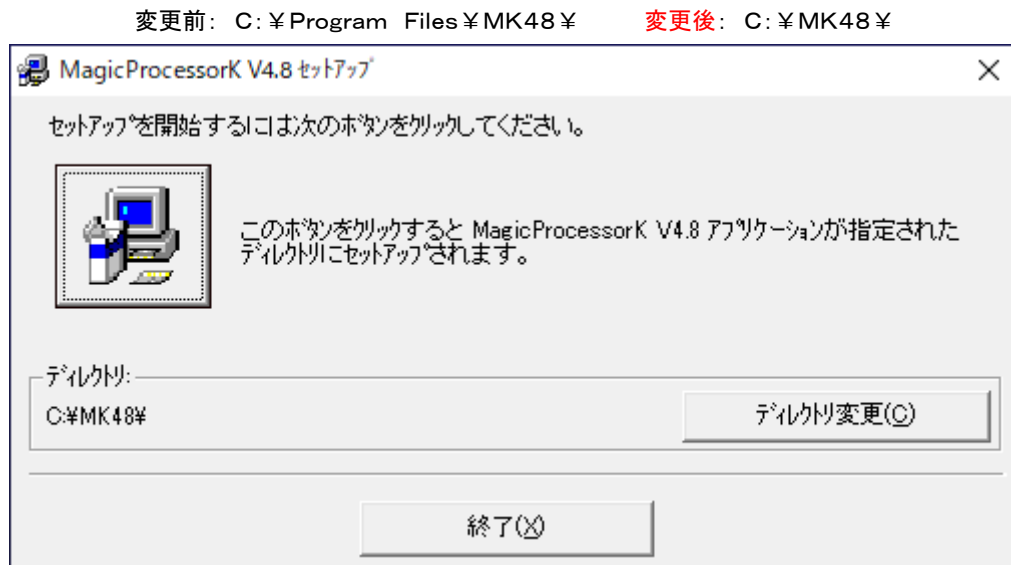 変更前： Ｃ：￥Program Files￥MK48￥ 変更後： Ｃ：￥MK48￥
MagicProcessorK V4.8 ｾｯﾄｱｯﾌﾟ
ｾｯﾄｱｯﾌﾟを開始するには次のﾎﾞﾀﾝをｸﾘｯｸしてください。
このﾎﾞﾀﾝをｸﾘｯｸすると MagicProcessorK V4.8 ｱﾌﾟﾘｹｰｼｮﾝが指定された
ﾃﾞｨﾚｸﾄﾘにｾｯﾄｱｯﾌﾟされます。
ﾃﾞｨﾚｸﾄﾘ:
C:¥MK48¥
ﾃﾞｨﾚｸﾄﾘ変更(C)
終了(X)